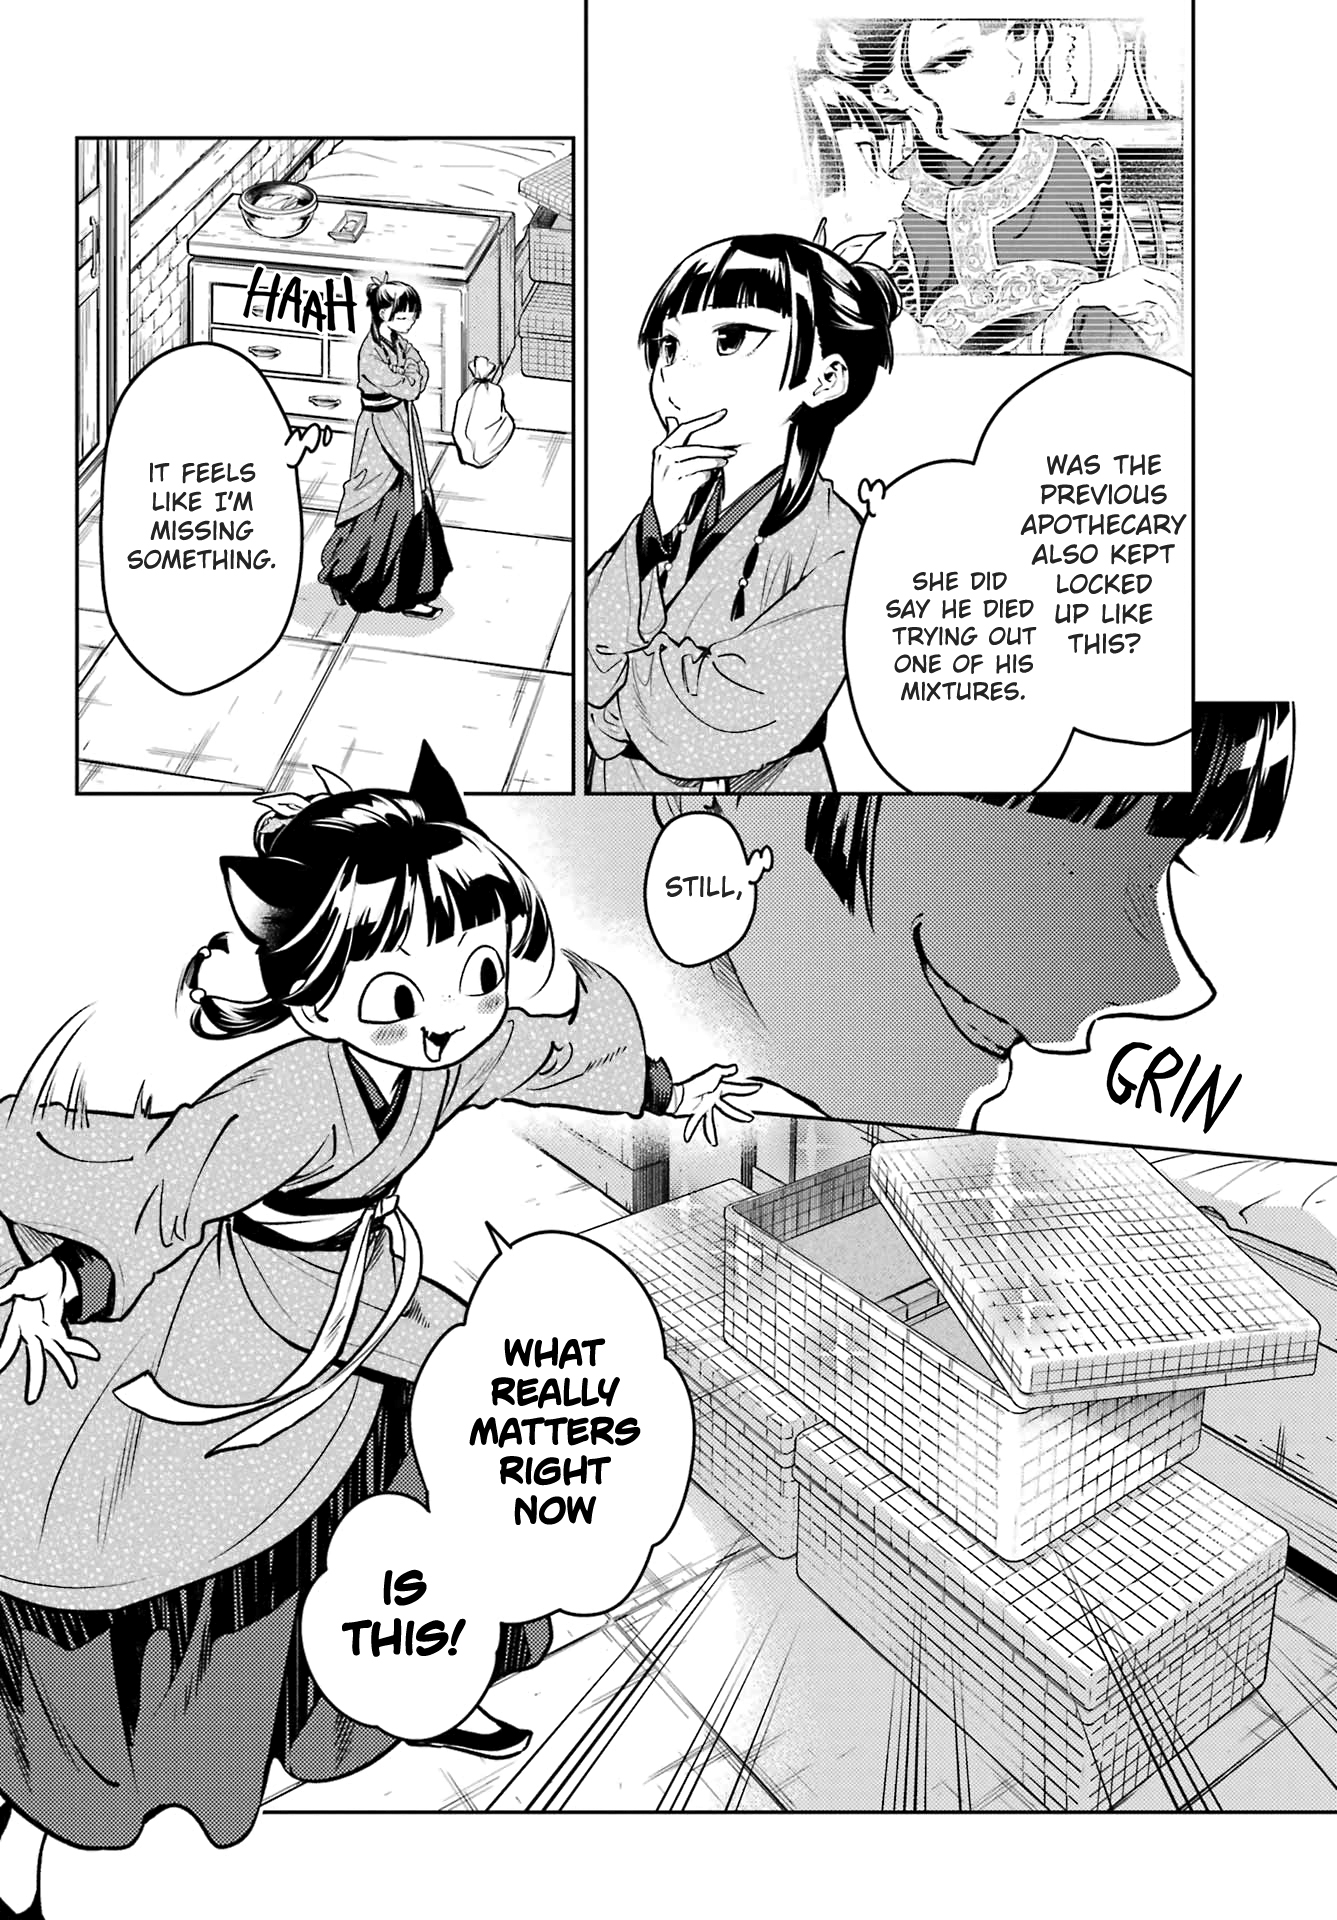 WAS THE
PREVIOUS
APOTHECARY
ALSO KEPT
LOCKED
UP LIKE
THIS?
SHE DID
SAY HE DIED
TRYING OUT
ONE OF HIS
MIXTURES.
HAAH
IT FEELS
LIKE I'M
MISSING
SOMETHING.
STILL,
GRIN
WHAT
REALLY
MATTERS
RIGHT
NOW
IS
THIS!